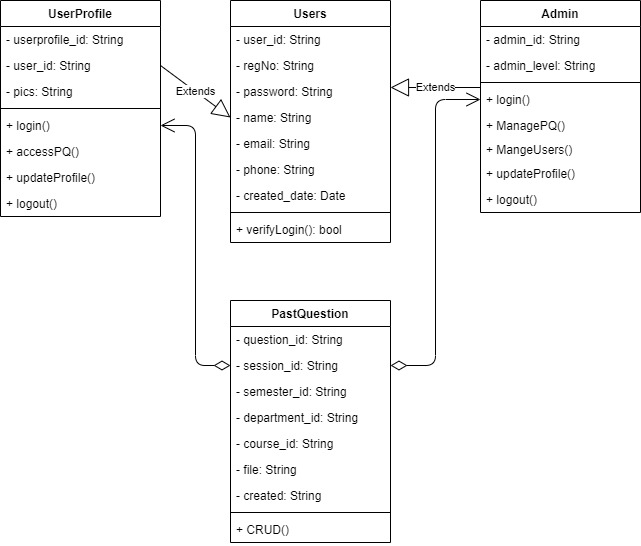 UserProfile
- userprofile_id: String
- user_id: String
- pics: String
+ login()
+ accessPQ()
+ updateProfile()
+ logout()
Extends
Users
- user_id: String
- regNo: String
- password: String
- name: String
- email: String
- phone: String
- created_date: Date
+ verifyLogin(): bool
Extends
Admin
- admin_id: String
- admin_level: String
+ login()
+ ManagePQ()
+ MangeUsers()
+ updateProfile()
+ logout()
PastQuestion
- question_id: String
- session_id: String
- semester_id: String
- department_id: String
- course_id: String
- file: String
- created: String
+ CRUD()